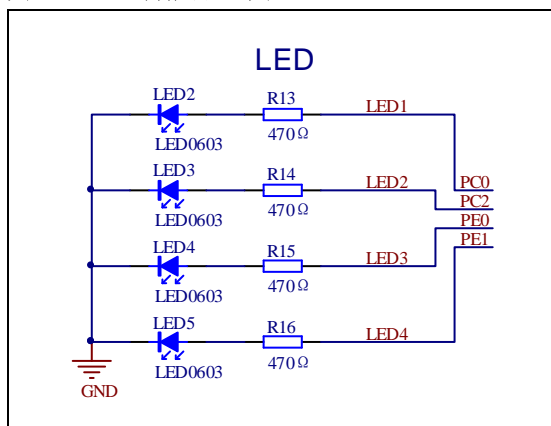 LED
LED2 R13 LED1
LED0603 470Ω
LED3 R14 LED2 PC0
LED0603 470Ω PC2
LED4 R15 LED3 PE0
LED0603 470Ω PE1
LED5 R16 LED4
LED0603 470Ω
GND